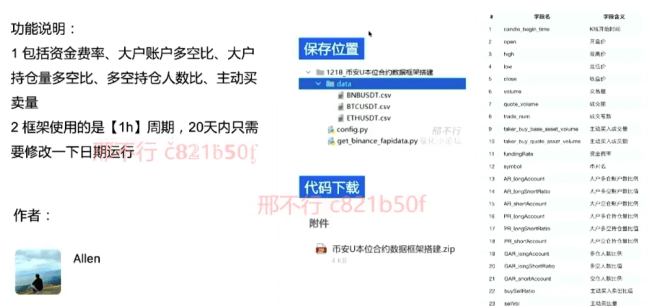 功能说明：
1 包括资金费率、大户账户多空比、大户
持仓量多空比、多空持仓人数比、主动买
卖量
2 框架使用的是【1h】周期，20天内只需
要修改一下日期运行
邢不行
作者：
Allen
保存位置
1218_币安U本位合约数据框架搭建
data
BNBUSDT.csv
BTCUSDT.csv
ETHUSDT.csv
config.py
get_binance_fapidata.py
邢不行
代码下载
邢不行 c821b50f
附件
币安U本位合约数据框架搭建.zip
4 KB
# 字段名 字段含义
1 candle_begin_time K线开始时间
2 open 开盘价
3 high 最高价
4 low 最低价
5 close 收盘价
6 volume 交易量
7 quote_volume 成交量
8 trade_num 成交笔数
9 taker_buy_base_asset_volume 主动买入成交量
10 taker_buy_quote_asset_volume 主动买入成交额
11 fundingRate 资金费率
12 symbol
13 AR_longAccount 大户多仓账户数比例
14 AR_longShortRatio 大户多空账户数比值
15 AR_shortAccount 大户空仓账户数比例
16 PR_longAccount 大户多仓持仓量比例
17 PR_longShortRatio 大户多空持仓量比值
18 PR_shortAccount 大户空仓持仓量比例
19 GAR_longAccount 多仓人数比例
20 GAR_longShortRatio 多空人数比值
21 GAR_shortAccount 空仓人数比例
22 buySellRatio
23 sellVol 主动卖出量